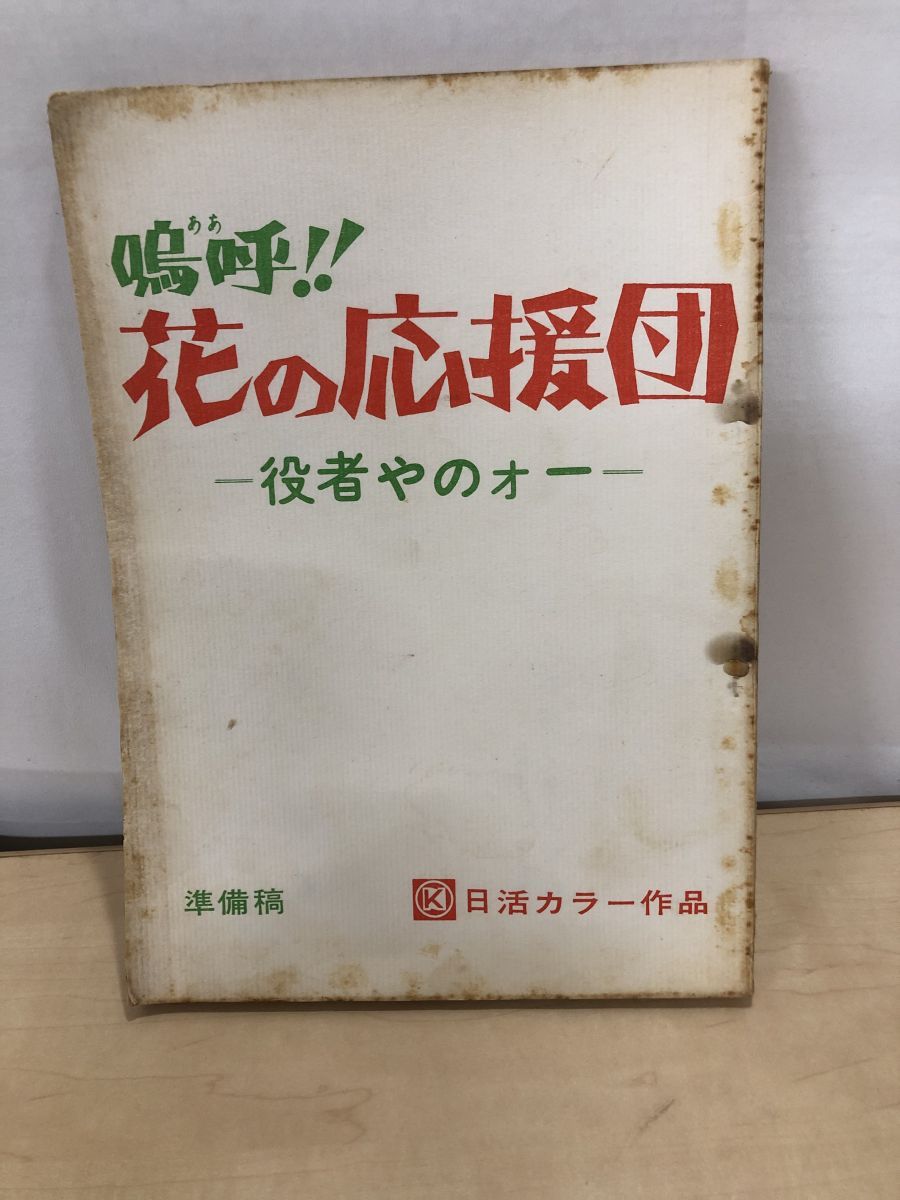 ああ
嗚呼!!
花の応援団
―役者やのォー―
準備稿
K 日活カラー作品